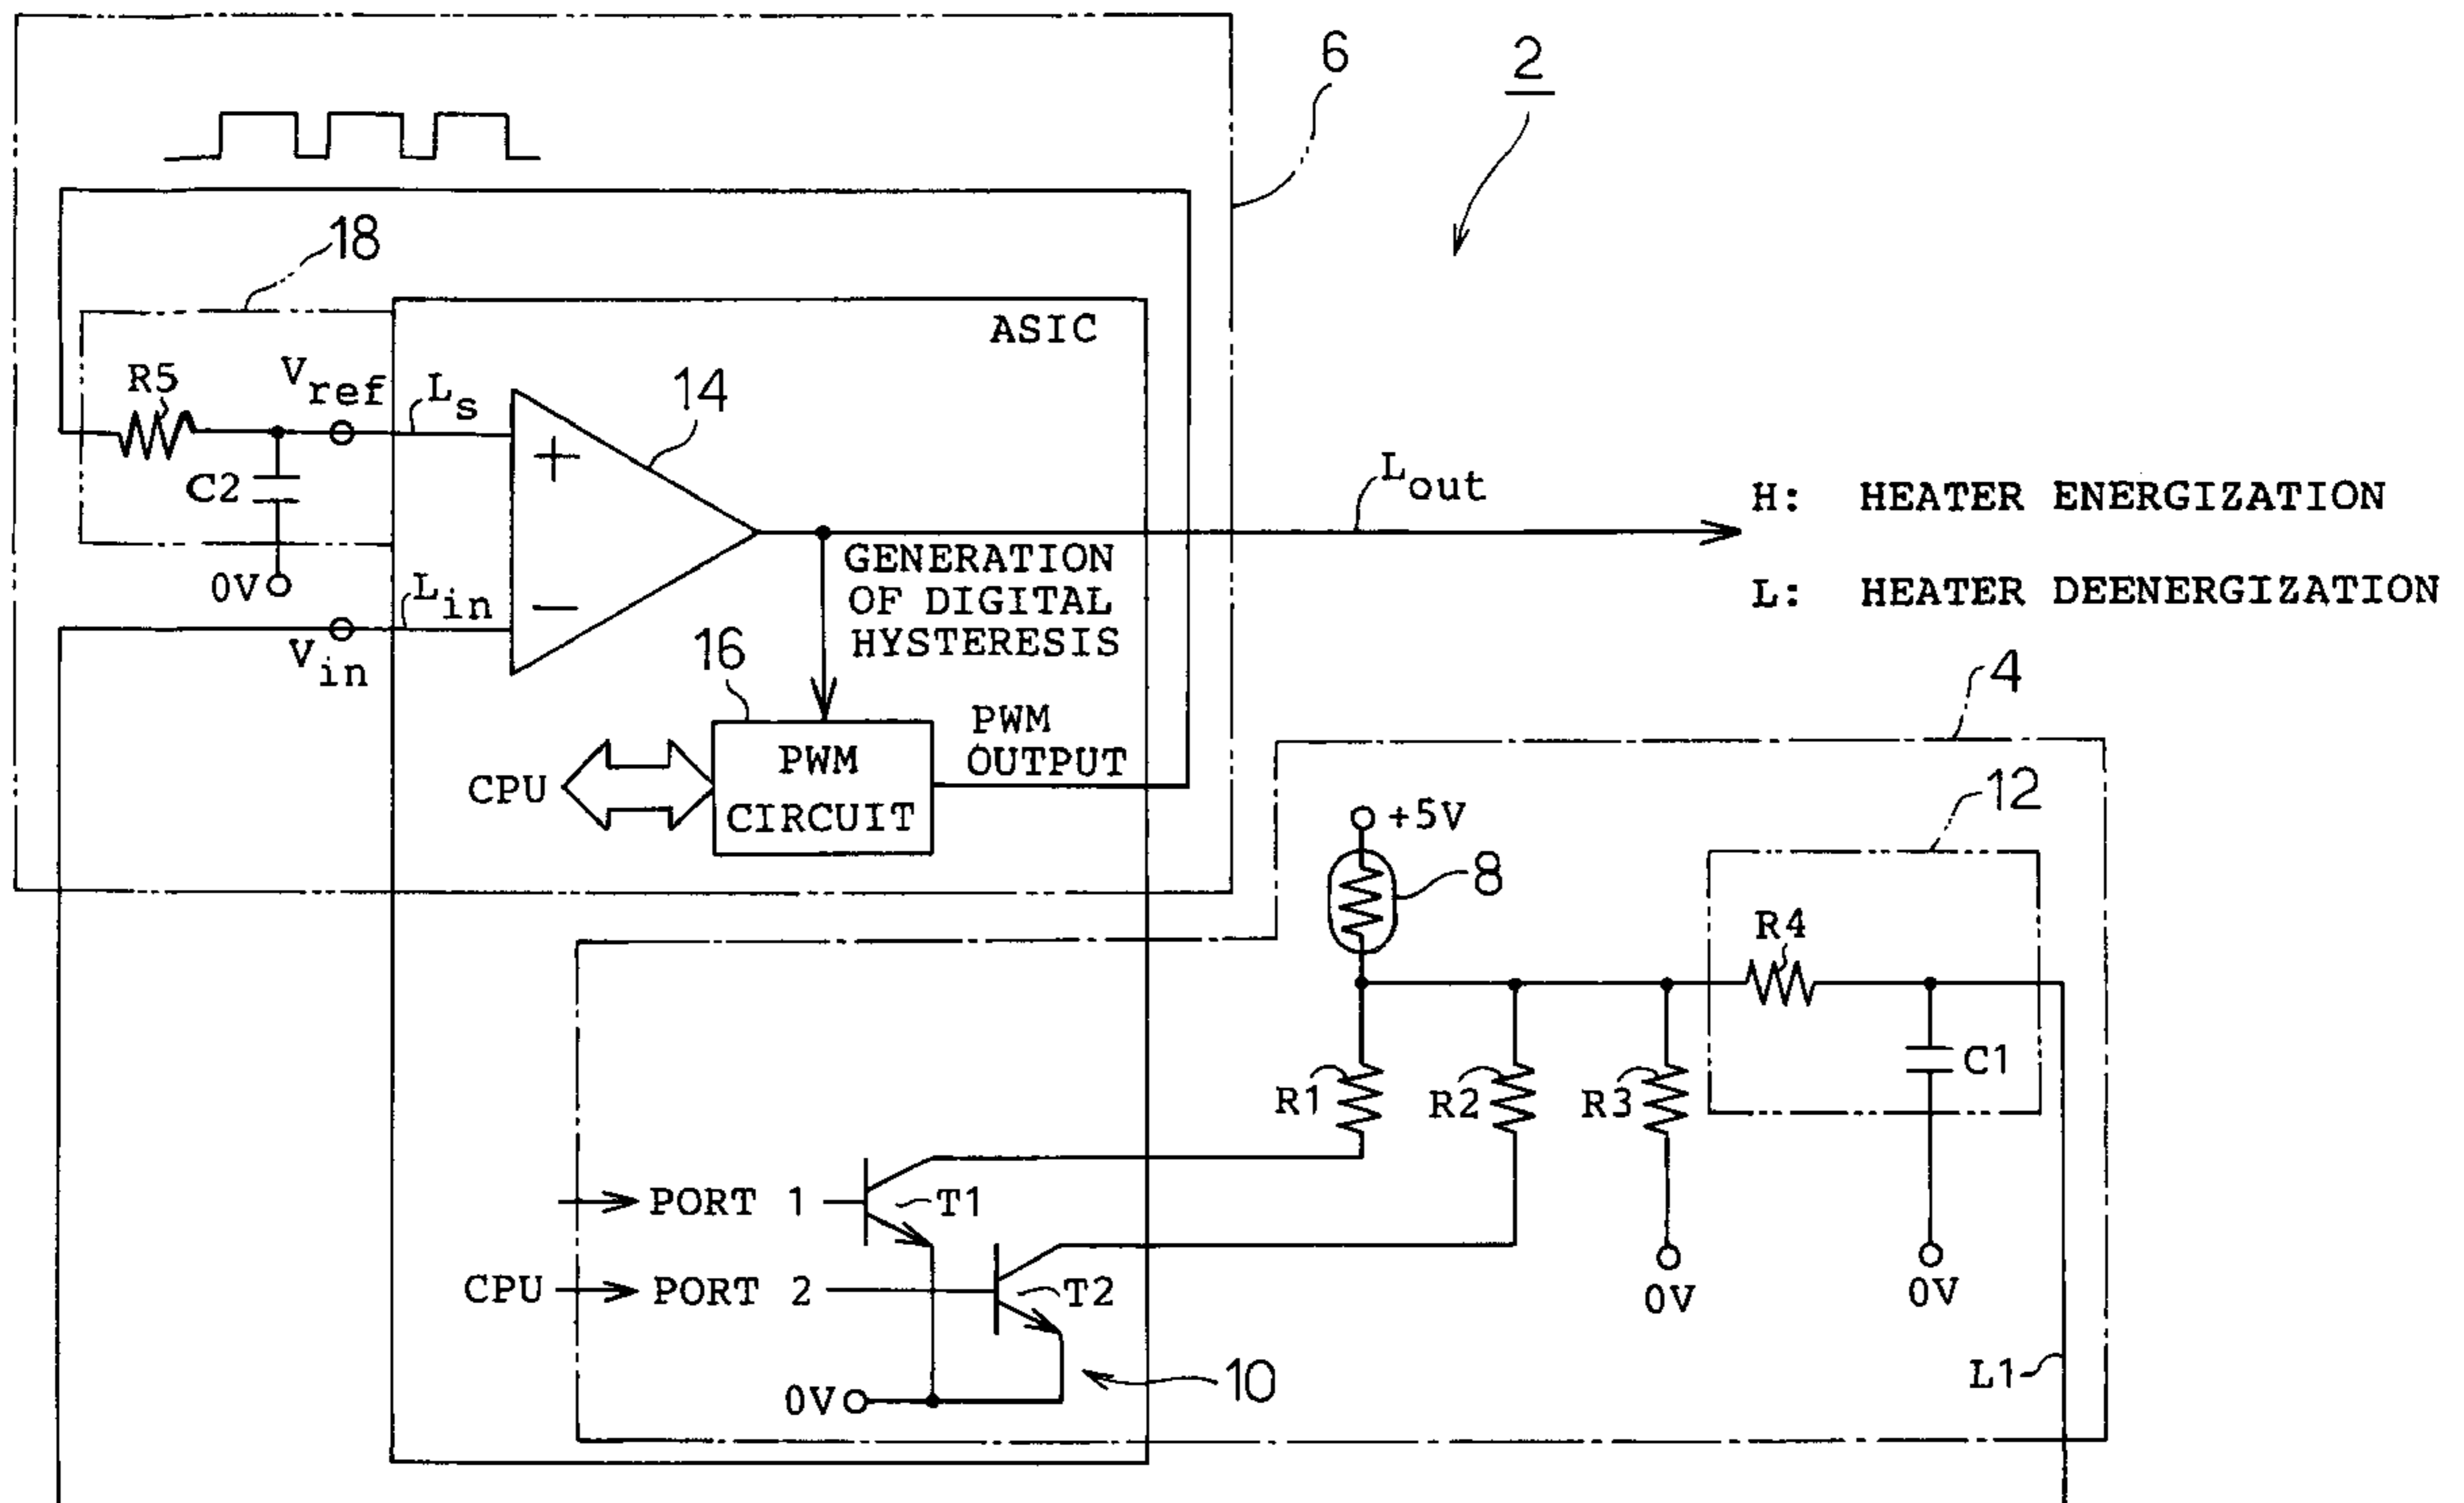 6
2
18
ASIC
R5
Vref
Ls
14
C2
Lout
H: HEATER ENERGIZATION
0V
Lin
GENERATION
OF DIGITAL
HYSTERESIS
L: HEATER DEENERGIZATION
Vin
16
4
PWM
OUTPUT
CPU
PWM
CIRCUIT
12
+5V
8
R4
R1
R2
R3
C1
PORT 1
T1
CPU
PORT 2
T2
0V
0V
10
L1
0V